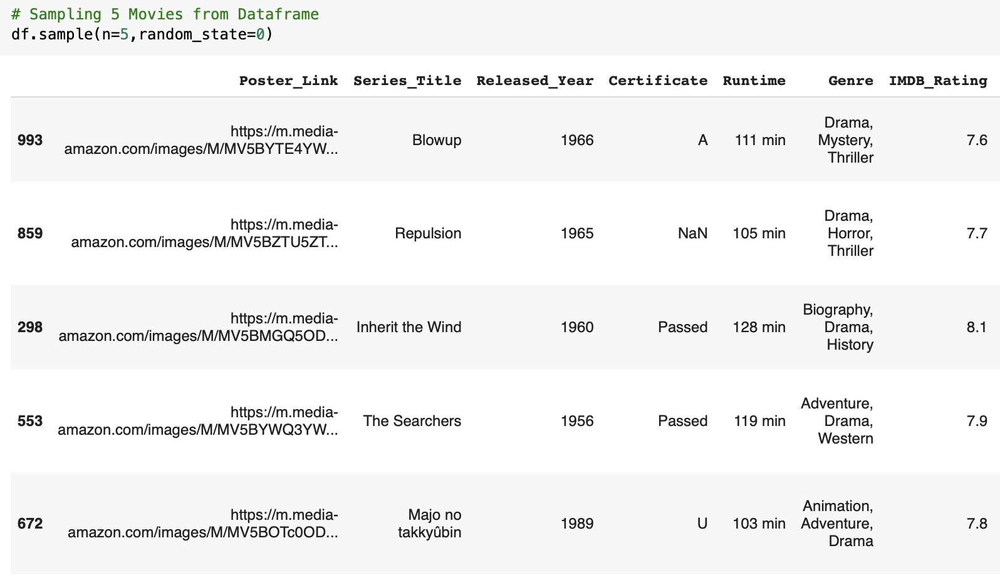 # Sampling 5 Movies from Dataframe
df.sample(n=5,random_state=0)
Poster_Link Series_Title Released_Year Certificate Runtime Genre IMDB_Rating
993 https://m.media-amazon.com/images/M/MV5BYTE4YW... Blowup 1966 A 111 min Drama, Mystery, Thriller 7.6
859 https://m.media-amazon.com/images/M/MV5BZTU5ZT... Repulsion 1965 NaN 105 min Drama, Horror, Thriller 7.7
298 https://m.media-amazon.com/images/M/MV5BMGQ5OD... Inherit the Wind 1960 Passed 128 min Biography, Drama, History 8.1
553 https://m.media-amazon.com/images/M/MV5BYWQ3YW... The Searchers 1956 Passed 119 min Adventure, Drama, Western 7.9
672 https://m.media-amazon.com/images/M/MV5BOTc0OD... Majo no takkyûbin 1989 U 103 min Animation, Adventure, Drama 7.8